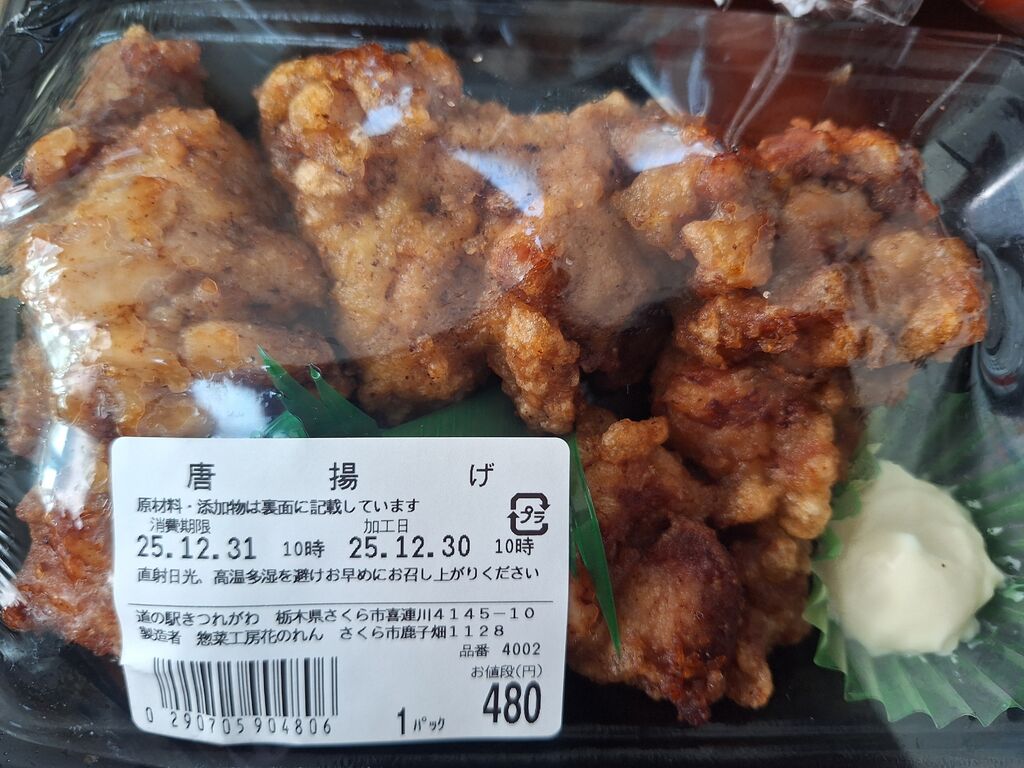 唐 揚 げ
原材料・添加物は裏面に記載しています
プラ
消費期限 加工日
25.12.31 10時 25.12.30 10時
直射日光、高温多湿を避けお早めにお召し上がりください
道の駅きつれがわ 栃木県さくら市喜連川4145-10
製造者 惣菜工房花のれん さくら市鹿子畑1128
品番 4002
お値段(円)
0 290705904806 1パック 480